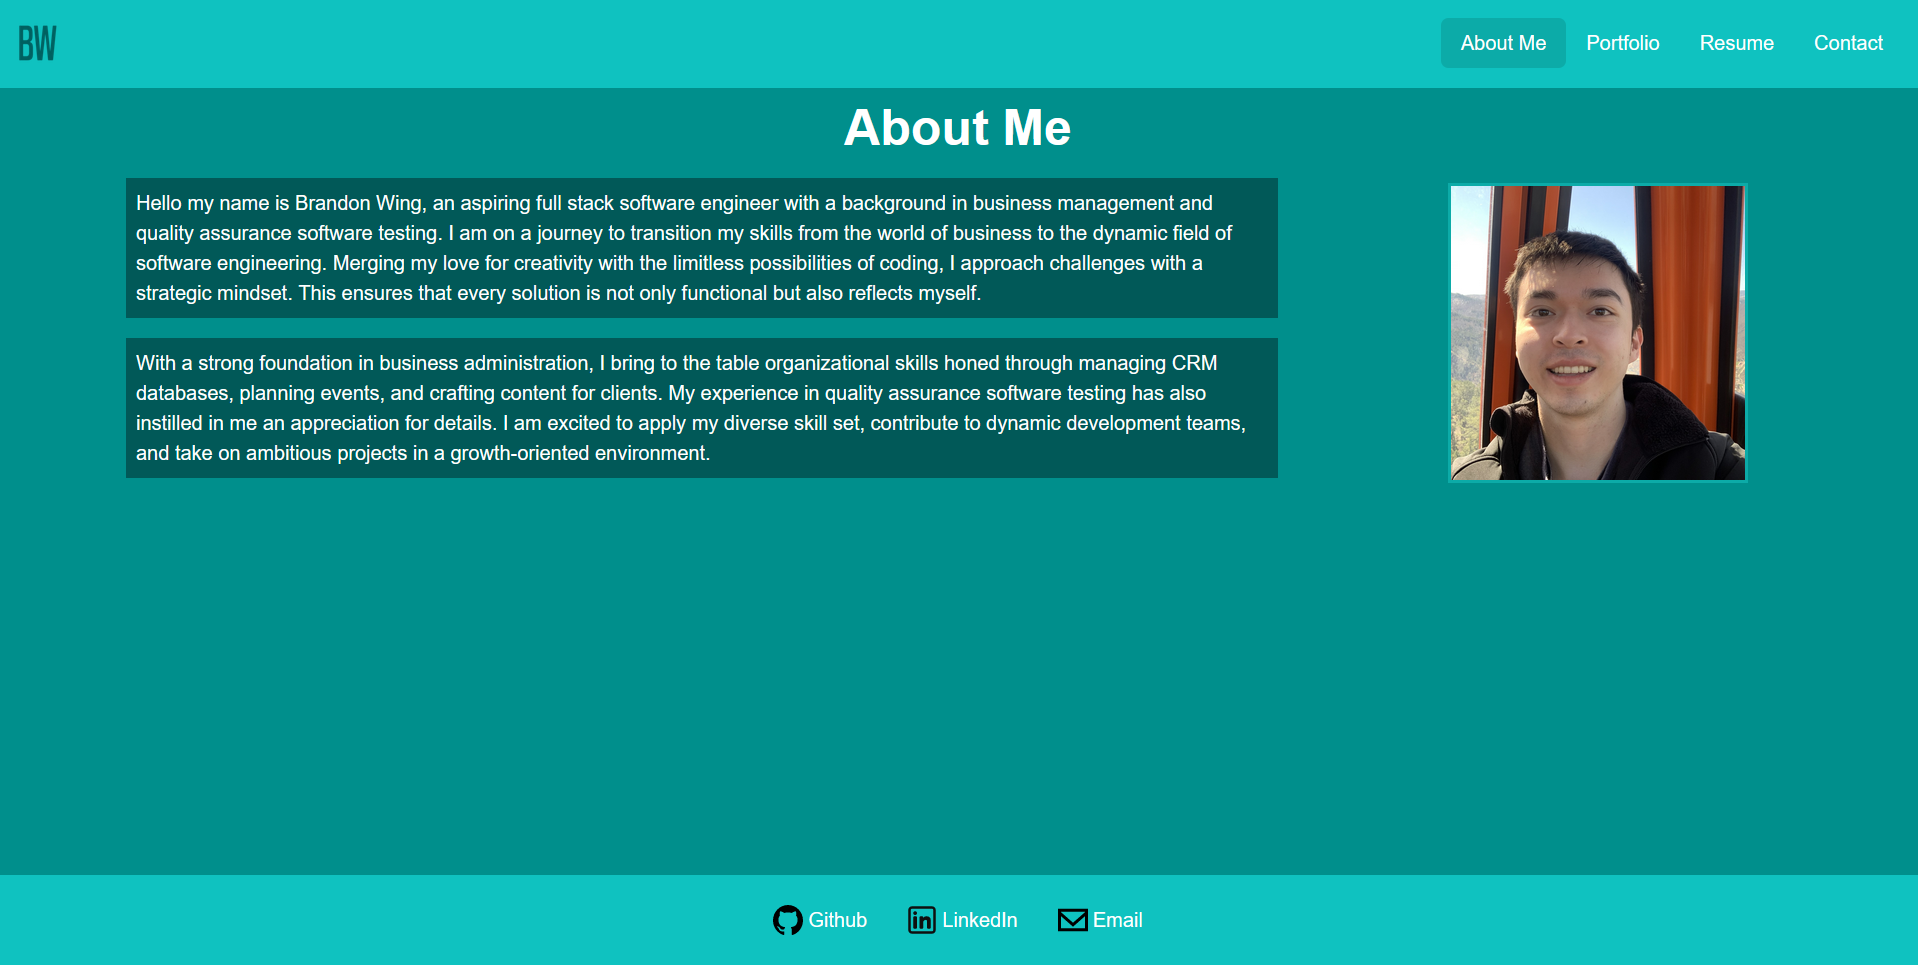 BW
About Me
Portfolio
Resume
Contact
About Me
Hello my name is Brandon Wing, an aspiring full stack software engineer with a background in business management and
quality assurance software testing. I am on a journey to transition my skills from the world of business to the dynamic field of
software engineering. Merging my love for creativity with the limitless possibilities of coding, I approach challenges with a
strategic mindset. This ensures that every solution is not only functional but also reflects myself.
With a strong foundation in business administration, I bring to the table organizational skills honed through managing CRM
databases, planning events, and crafting content for clients. My experience in quality assurance software testing has also
instilled in me an appreciation for details. I am excited to apply my diverse skill set, contribute to dynamic development teams,
and take on ambitious projects in a growth-oriented environment.
Github
in LinkedIn
Email